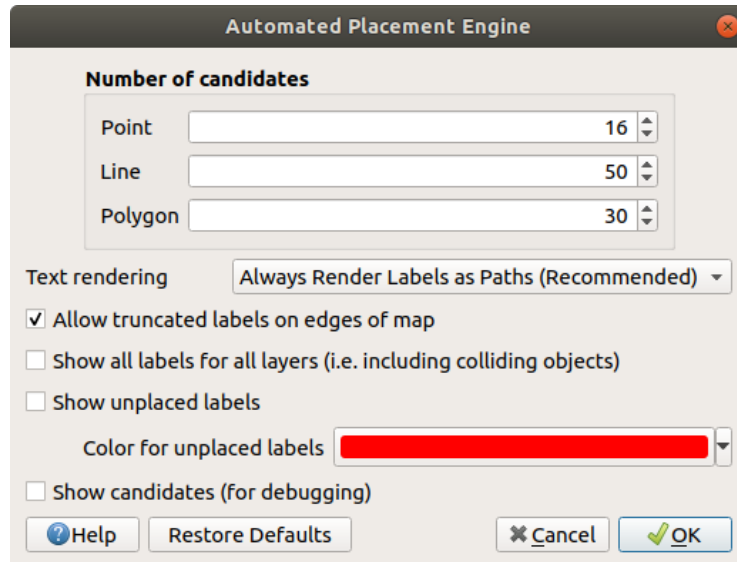 Automated Placement Engine
Number of candidates
Point 16
Line 50
Polygon 30
Text rendering Always Render Labels as Paths (Recommended)
Allow truncated labels on edges of map
Show all labels for all layers (i.e. including colliding objects)
Show unplaced labels
Color for unplaced labels
Show candidates (for debugging)
Help Restore Defaults Cancel OK